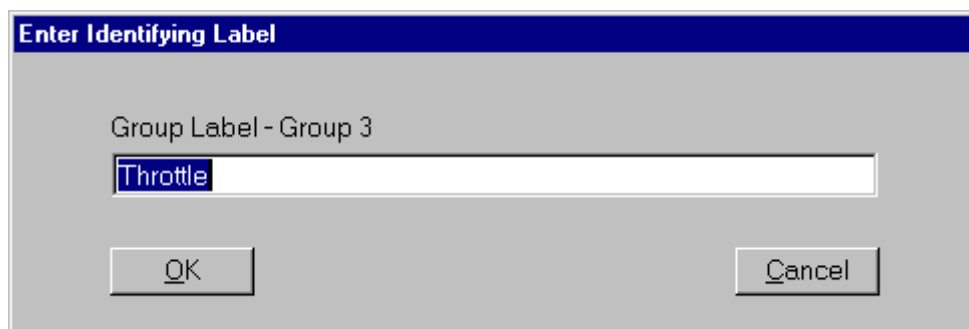 Enter Identifying Label
Group Label - Group 3
Throttle
OK
Cancel